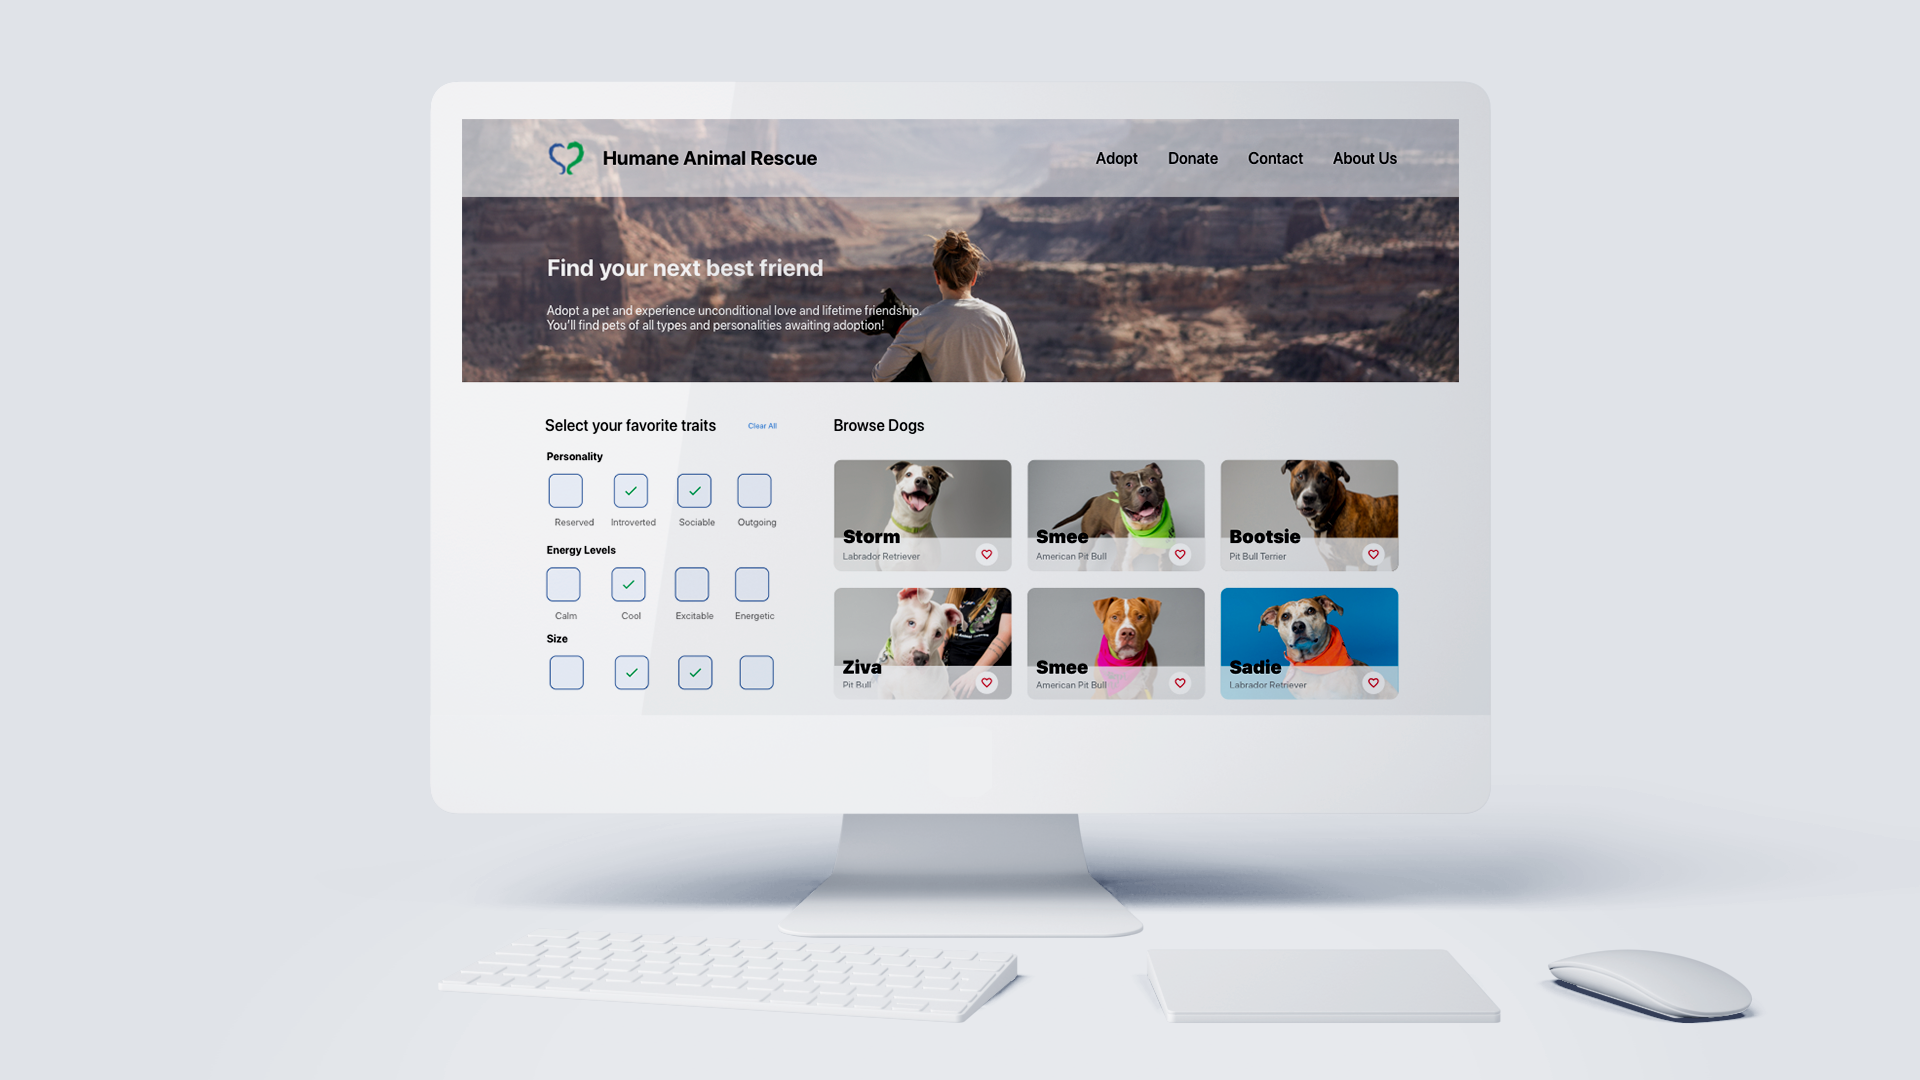 Humane Animal Rescue
Adopt Donate Contact About Us
Find your next best friend
Adopt a pet and experience unconditional love and lifetime friendship.
You'll find pets of all types and personalities awaiting adoption!
Select your favorite traits Clear All
Personality
Reserved Introverted Sociable Outgoing
Energy Levels
Calm Cool Excitable Energetic
Size
Browse Dogs
Storm
Labrador Retriever
Smee
American Pit Bull
Bootsie
Pit Bull Terrier
Ziva
Pit Bull
Smee
American Pit Bull
Sadie
Labrador Retriever